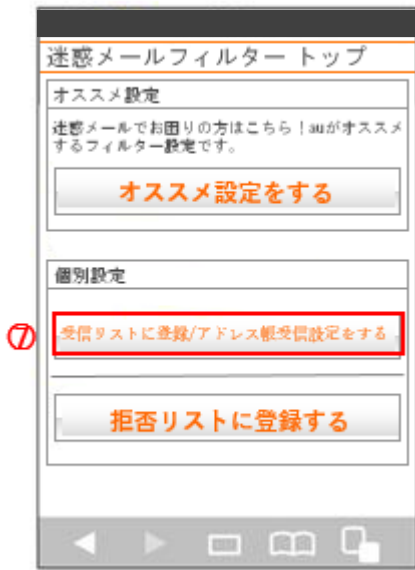 迷惑メールフィルター トップ
オススメ設定
迷惑メールでお困りの方はこちら！auがオススメ
するフィルター設定です。
オススメ設定をする
個別設定
⑦
受信リストに登録/アドレス帳受信設定をする
拒否リストに登録する